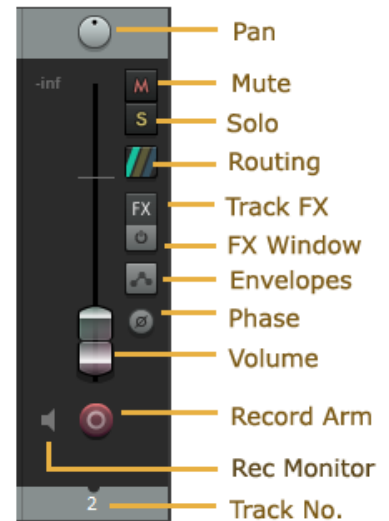 Pan
-inf
M
Mute
S
Solo
Routing
FX
Track FX
FX Window
Envelopes
Ø
Phase
Volume
Record Arm
Rec Monitor
2
Track No.